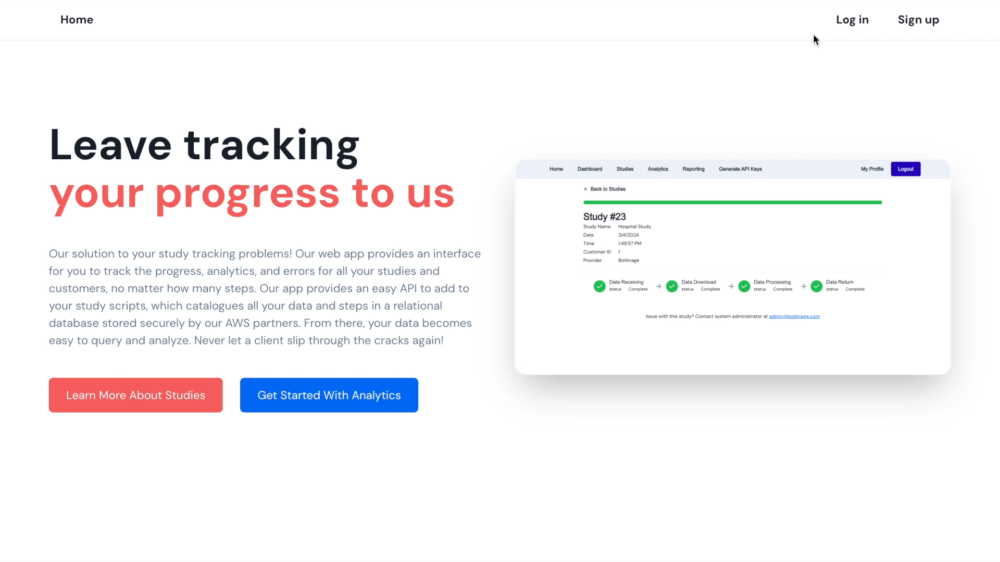 Home
Log in
Sign up
Leave tracking
your progress to us
Our solution to your study tracking problems! Our web app provides an interface
for you to track the progress, analytics, and errors for all your studies and
customers, no matter how many steps. Our app provides an easy API to add to
your study scripts, which catalogues all your data and steps in a relational
database stored securely by our AWS partners. From there, your data becomes
easy to query and analyze. Never let a client slip through the cracks again!
Learn More About Studies
Get Started With Analytics
Home Dashboard Studies Analytics Reporting Generate API Keys My Profile Logout
← Back to Studies
Study #23
Study Name Hospital Study
Date 3/4/2024
Time 1:49:57 PM
Customer ID 1
Provider BotImage
Data Receiving → Data Download → Data Processing → Data Return
status Complete status Complete status Complete status Complete
Issue with this study? Contact system administrator at admin@botimage.com